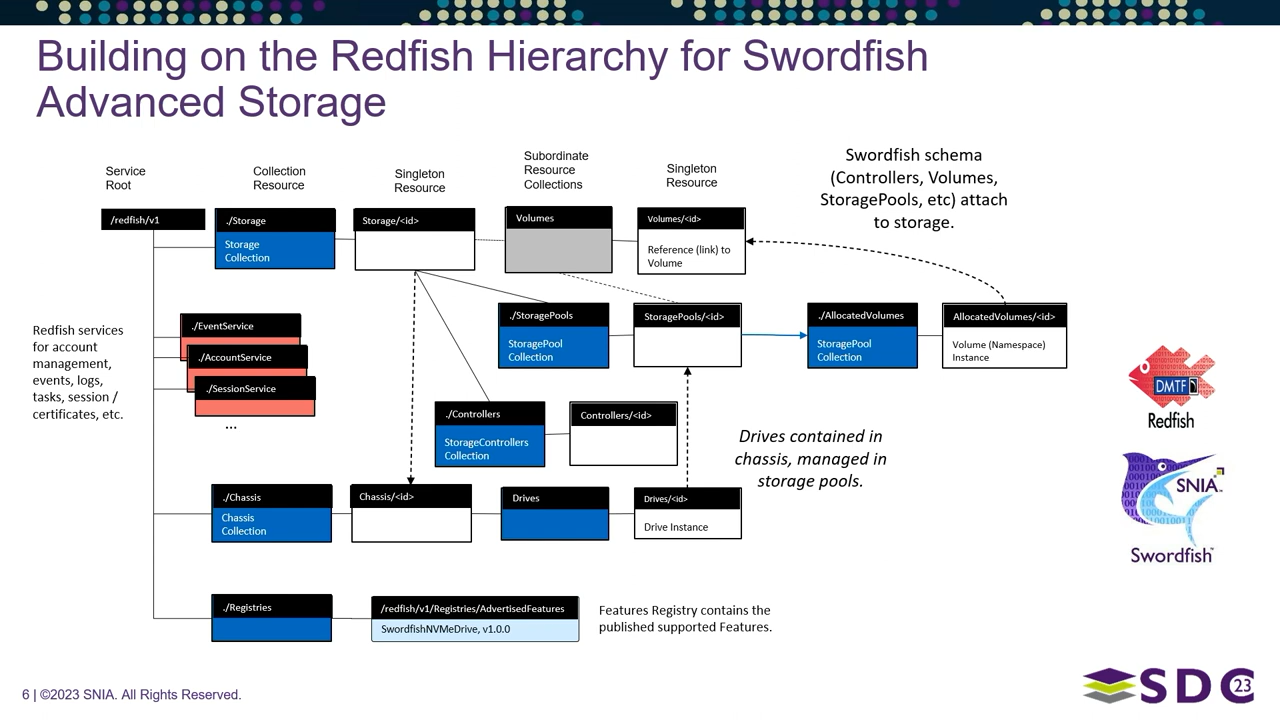 Building on the Redfish Hierarchy for Swordfish
Advanced Storage
Service
Root
Collection
Resource
Singleton
Resource
Subordinate
Resource
Collections
Singleton
Resource
Swordfish schema
(Controllers, Volumes,
StoragePools, etc) attach
to storage.
/redfish/v1
./Storage
Storage
Collection
Storage/<id>
Volumes
Volumes/<id>
Reference (link) to
Volume
Redfish services
for account
management,
events, logs,
tasks, session /
certificates, etc.
./EventService
./AccountService
./SessionService
...
./StoragePools
StoragePool
Collection
StoragePools/<id>
./AllocatedVolumes
StoragePool
Collection
AllocatedVolumes/<id>
Volume (Namespace)
Instance
./Controllers
StorageControllers
Collection
Controllers/<id>
Drives contained in
chassis, managed in
storage pools.
DMTF
Redfish
SNIA™
Swordfish™
./Chassis
Chassis
Collection
Chassis/<id>
Drives
Drives/<id>
Drive Instance
./Registries
/redfish/v1/Registries/AdvertisedFeatures
SwordfishNVMeDrive, v1.0.0
Features Registry contains the
published supported Features.
6 | ©2023 SNIA. All Rights Reserved.
SDC 23